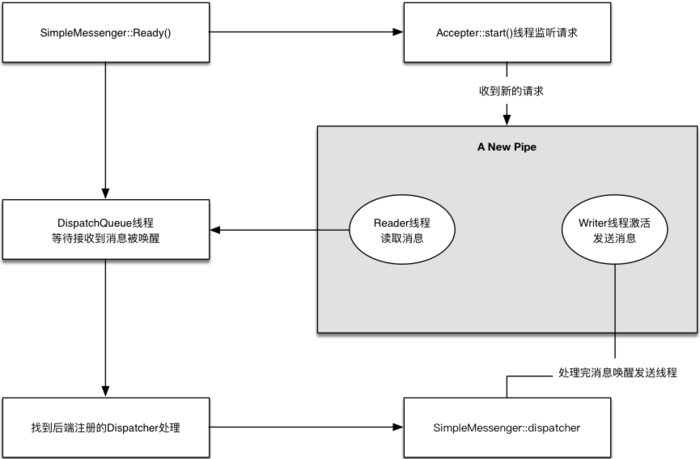 SimpleMessenger::Ready()
Accepter::start()线程监听请求
收到新的请求
A New Pipe
DispatchQueue线程
等待接收到消息被唤醒
Reader线程
读取消息
Writer线程激活
发送消息
处理完消息唤醒发送线程
找到后端注册的Dispatcher处理
SimpleMessenger::dispatcher